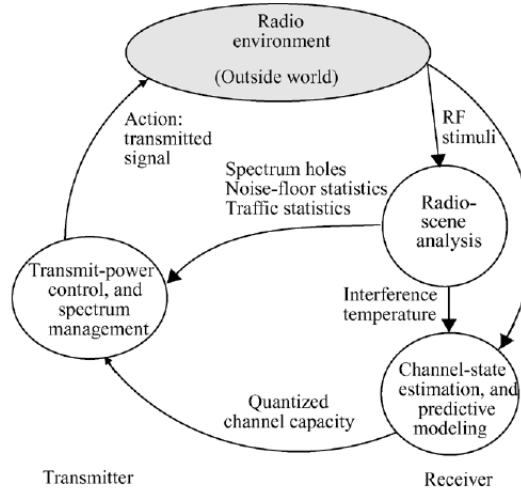 Radio
environment
(Outside world)
Action:
transmitted
signal
RF
stimuli
Spectrum holes
Noise-floor statistics
Traffic statistics
Radio-
scene
analysis
Transmit-power
control, and
spectrum
management
Interference
temperature
Channel-state
estimation, and
predictive
modeling
Quantized
channel capacity
Transmitter
Receiver